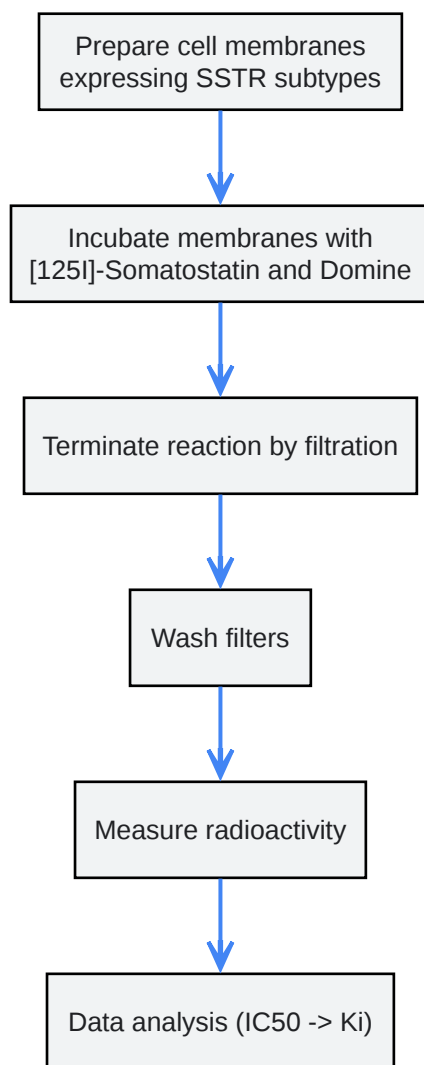 Prepare cell membranes
expressing SSTR subtypes
Incubate membranes with
[125I]-Somatostatin and Domine
Terminate reaction by filtration
Wash filters
Measure radioactivity
Data analysis (IC50 -> Ki)